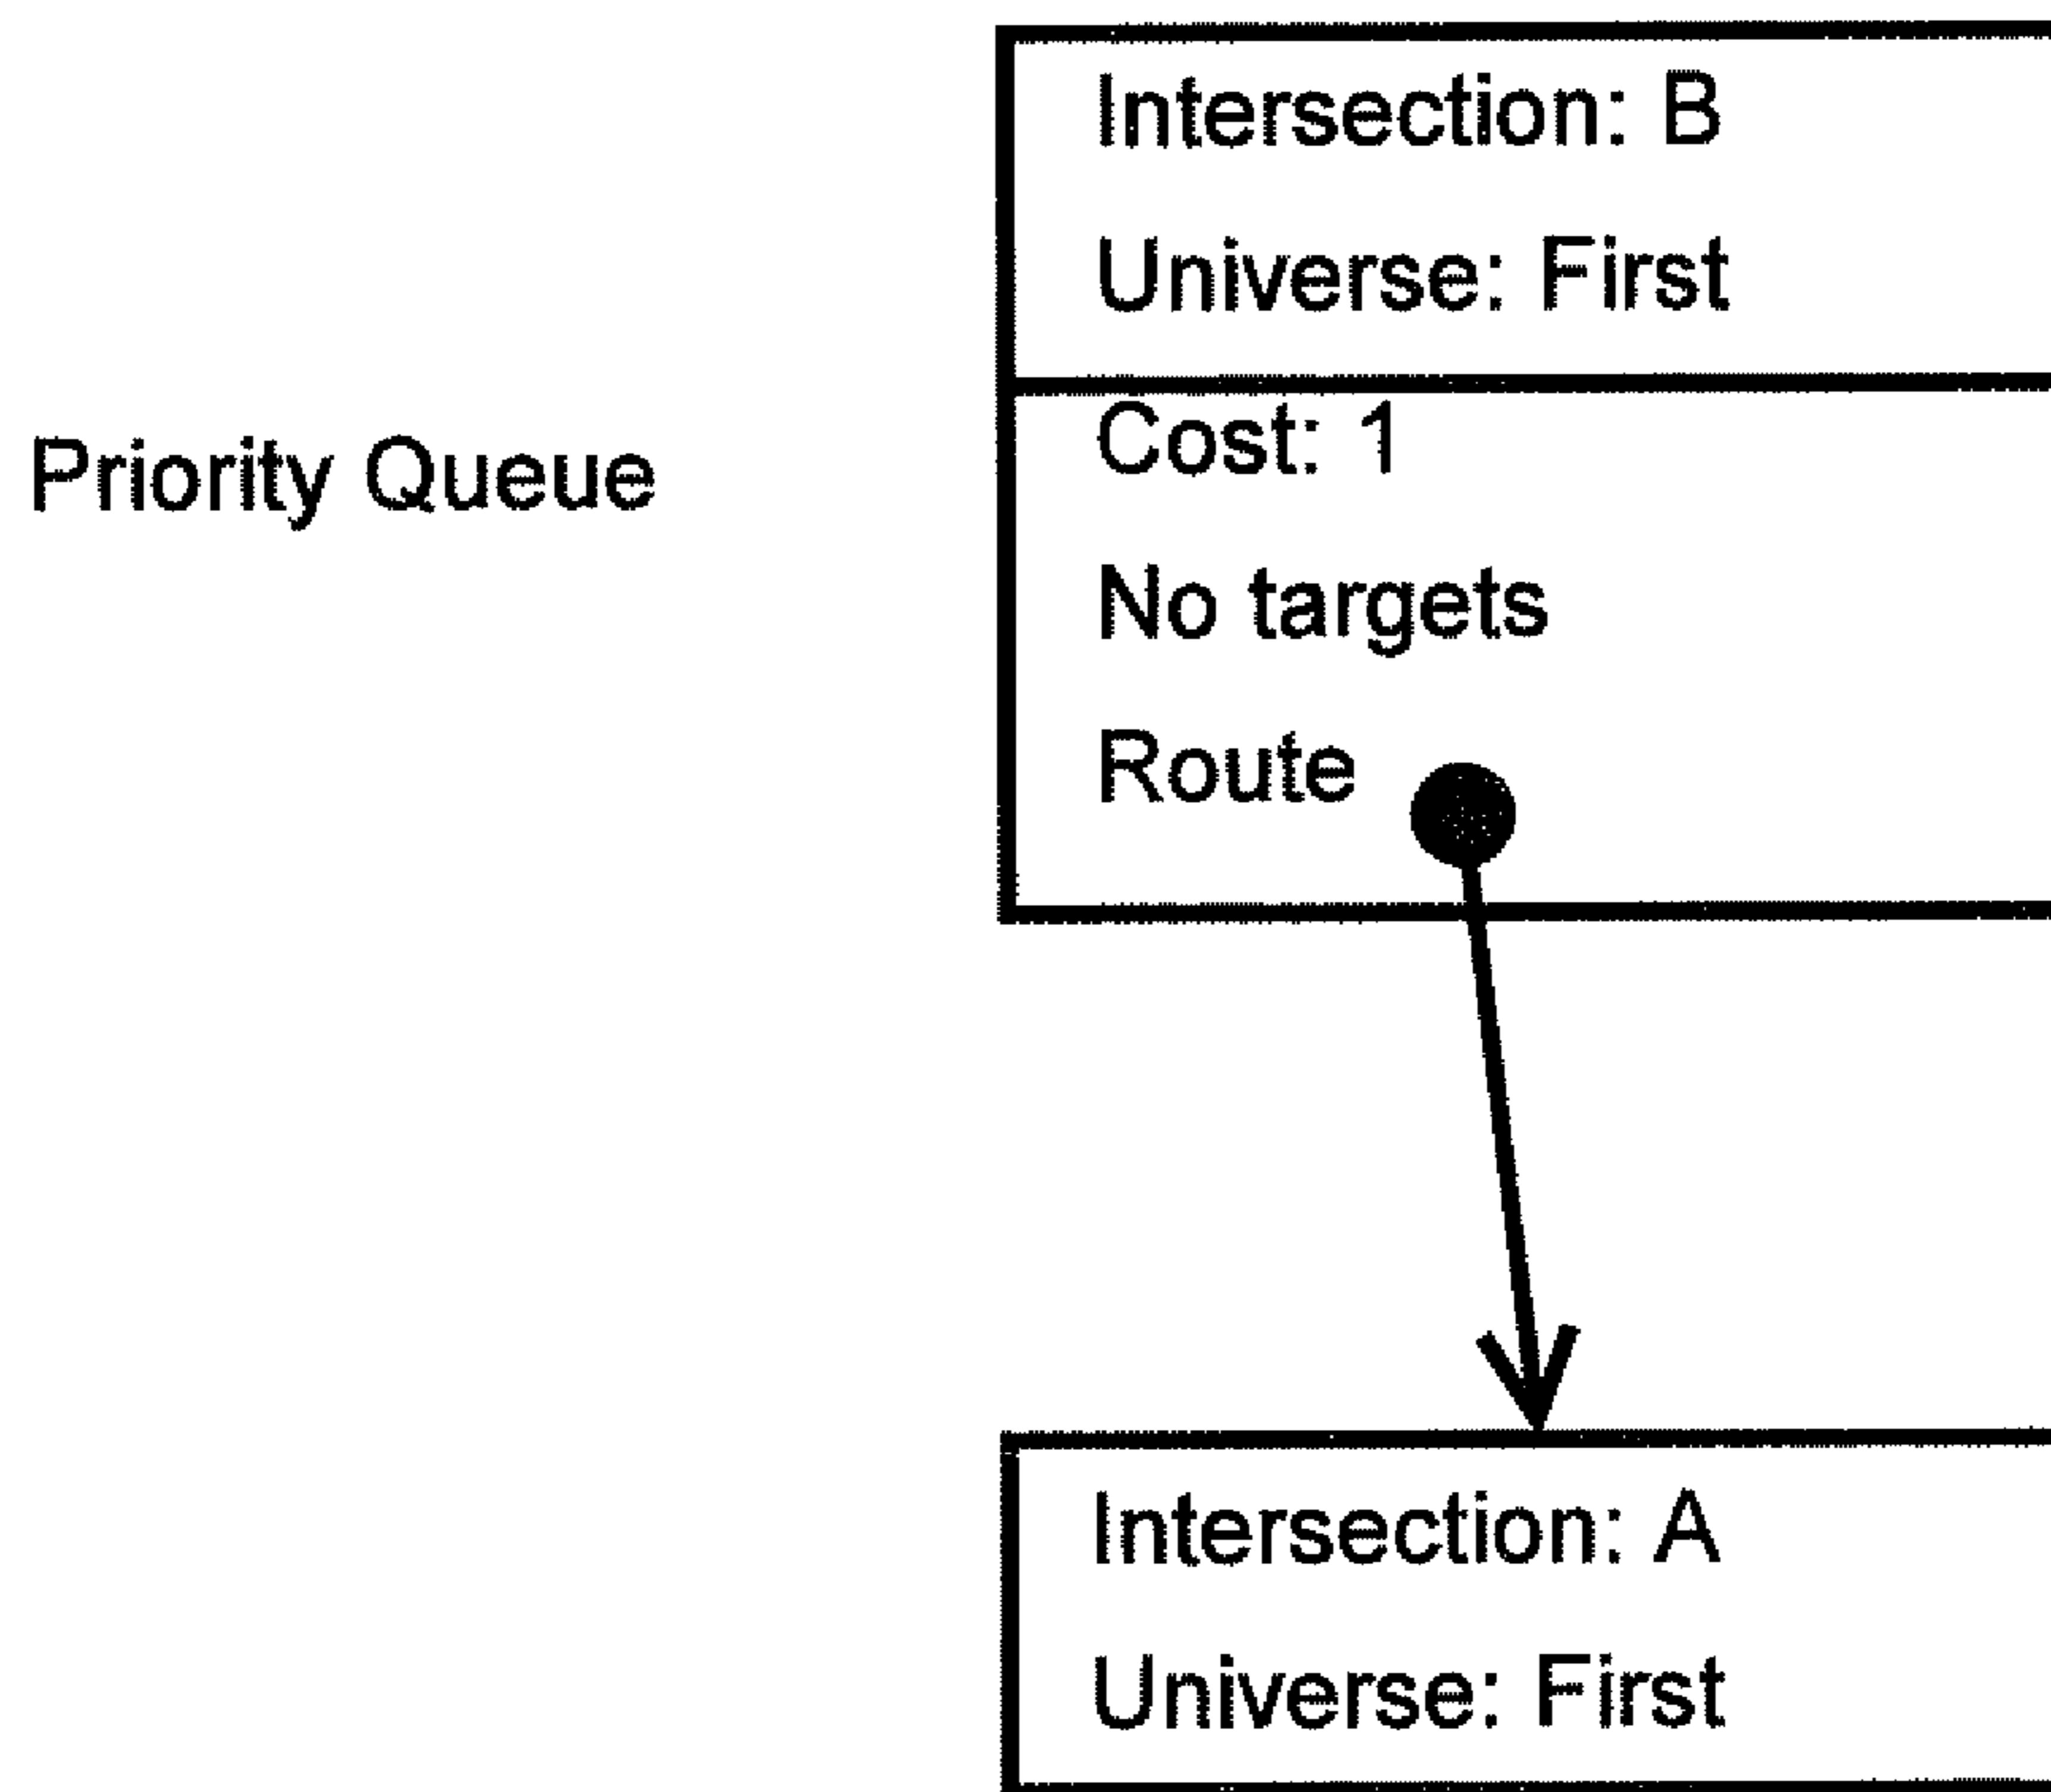 Intersection: B
Universe: First
Priority Queue
Cost: 1
No targets
Route
Intersection: A
Universe: First